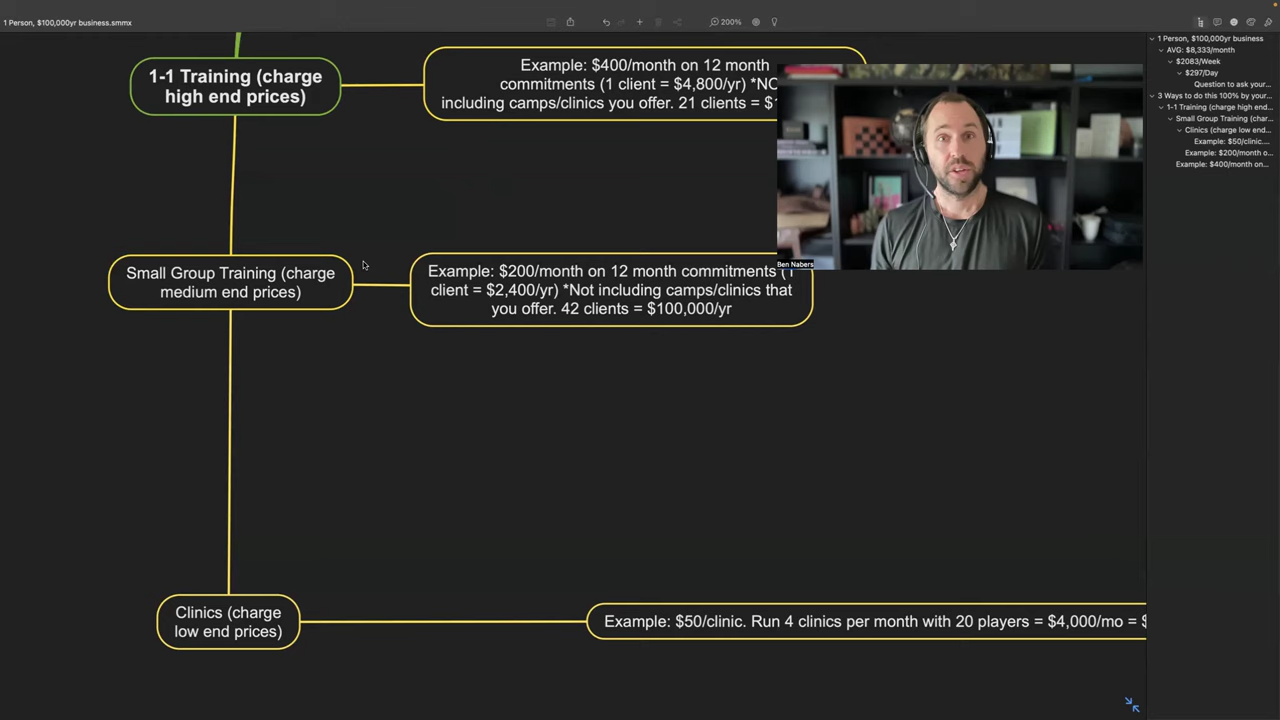 1 Person, $100,000yr business.smmx
200%
1-1 Training (charge
high end prices)
Example: $400/month on 12 month
commitments (1 client = $4,800/yr) *NO
including camps/clinics you offer. 21 clients = $
Small Group Training (charge
medium end prices)
Example: $200/month on 12 month commitments (1
client = $2,400/yr) *Not including camps/clinics that
you offer. 42 clients = $100,000/yr
Clinics (charge
low end prices)
Example: $50/clinic. Run 4 clinics per month with 20 players = $4,000/mo = $
Ben Nabers
1 Person, $100,000yr business
AVG: $8,333/month
$2083/Week
$297/Day
Question to ask your...
3 Ways to do this 100% by your...
1-1 Training (charge high end...
Small Group Training (char...
Clinics (charge low end...
Example: $50/clinic....
Example: $200/month o...
Example: $400/month on...